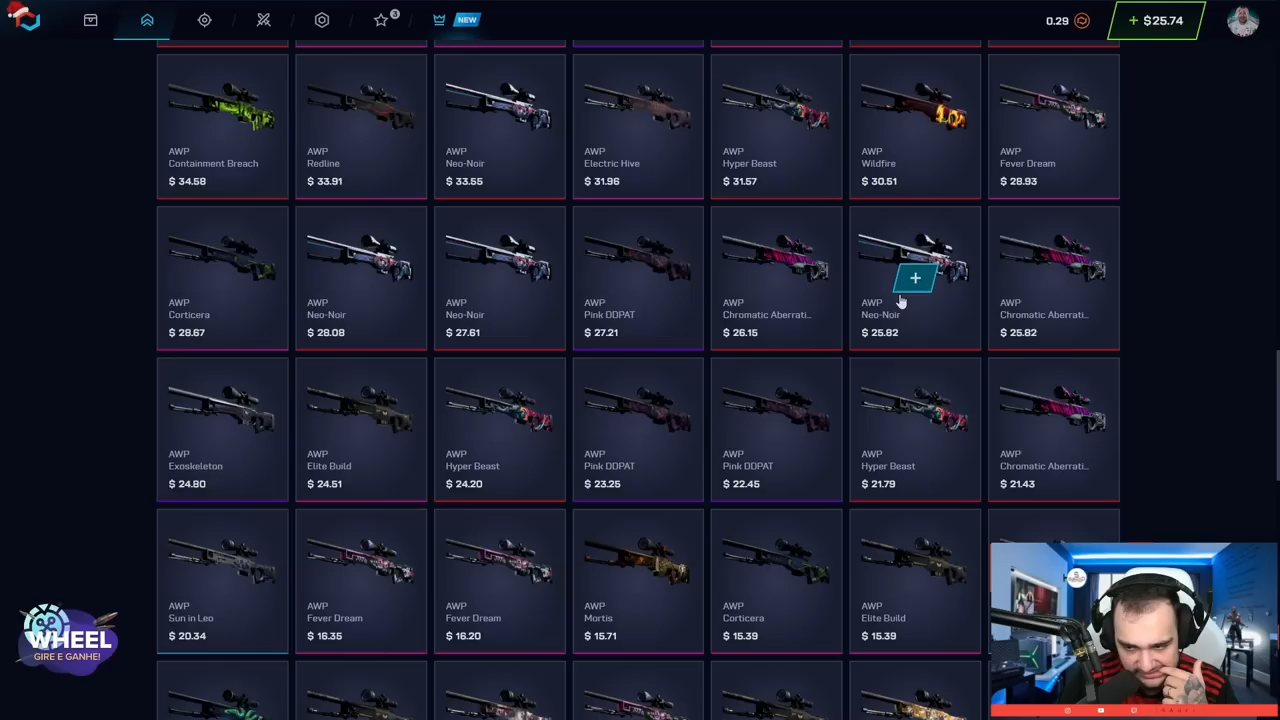 3
NEW
0.29
+ $25.74
AWP
Containment Breach
$ 34.58
AWP
Redline
$ 33.91
AWP
Neo-Noir
$ 33.55
AWP
Electric Hive
$ 31.96
AWP
Hyper Beast
$ 31.57
AWP
Wildfire
$ 30.51
AWP
Fever Dream
$ 28.93
AWP
Corticera
$ 28.67
AWP
Neo-Noir
$ 28.08
AWP
Neo-Noir
$ 27.61
AWP
Pink DDPAT
$ 27.21
AWP
Chromatic Aberrati...
$ 26.15
AWP
Neo-Noir
$ 25.82
AWP
Chromatic Aberrati...
$ 25.82
AWP
Exoskeleton
$ 24.80
AWP
Elite Build
$ 24.51
AWP
Hyper Beast
$ 24.20
AWP
Pink DDPAT
$ 23.25
AWP
Pink DDPAT
$ 22.45
AWP
Hyper Beast
$ 21.79
AWP
Chromatic Aberrati...
$ 21.43
AWP
Sun in Leo
$ 20.34
AWP
Fever Dream
$ 16.35
AWP
Fever Dream
$ 16.20
AWP
Mortis
$ 15.71
AWP
Corticera
$ 15.39
AWP
Elite Build
$ 15.39
WHEEL
GIRE E GANHE!